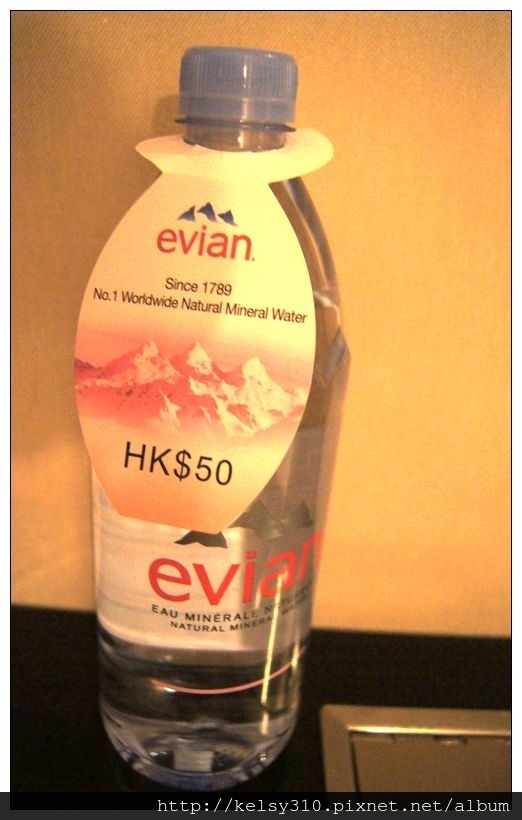 evian.
Since 1789
No.1 Worldwide Natural Mineral Water
HK$50
evian
EAU MINÉRALE
NATURAL MINERAL
http://kelsy310.pixnet.net/album